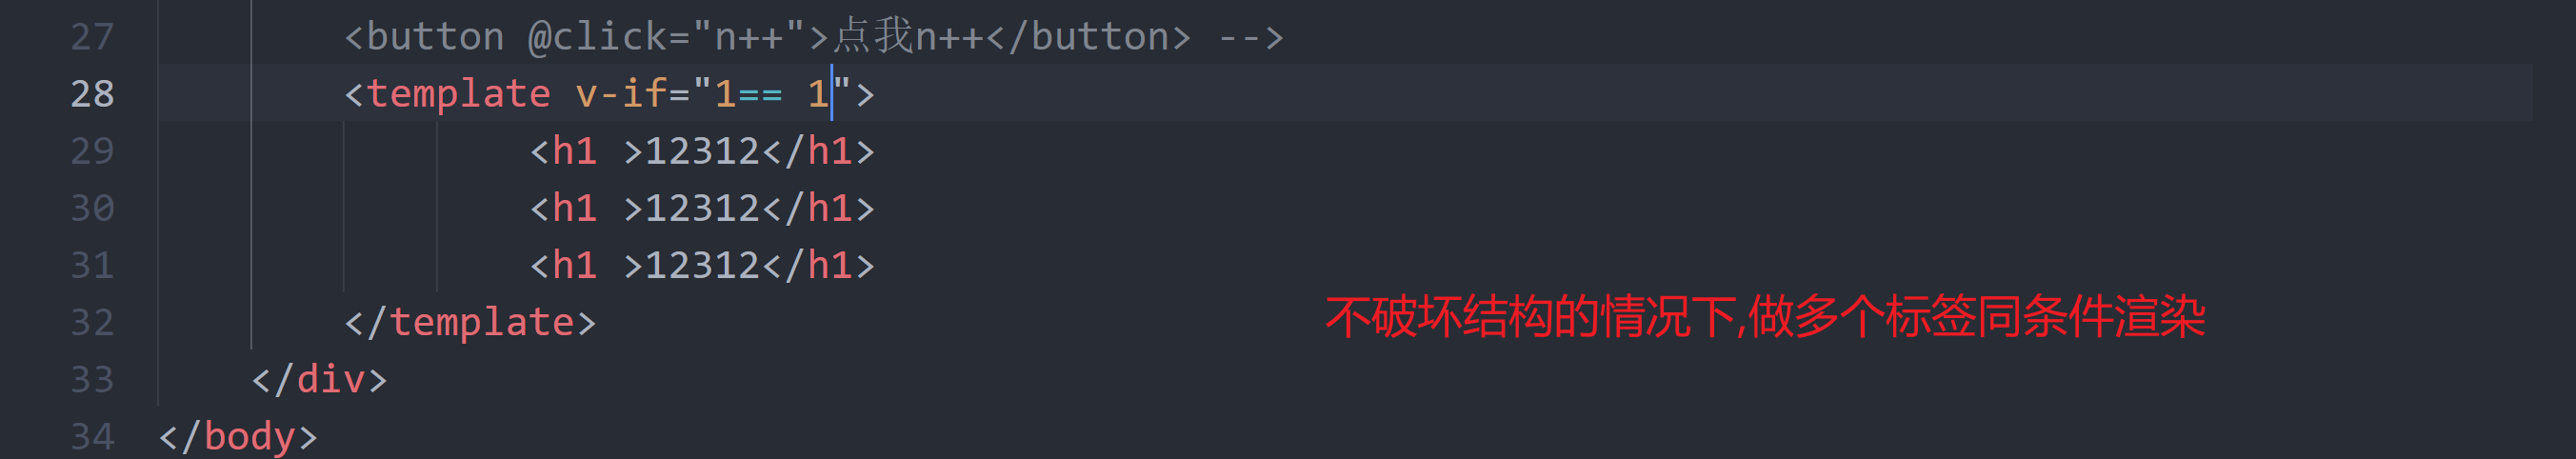 27 <button @click="n++">点我n++</button> -->
28 <template v-if="1== 1">
29 <h1 >12312</h1>
30 <h1 >12312</h1>
31 <h1 >12312</h1>
32 </template>
不破坏结构的情况下,做多个标签同条件渲染
33 </div>
34 </body>